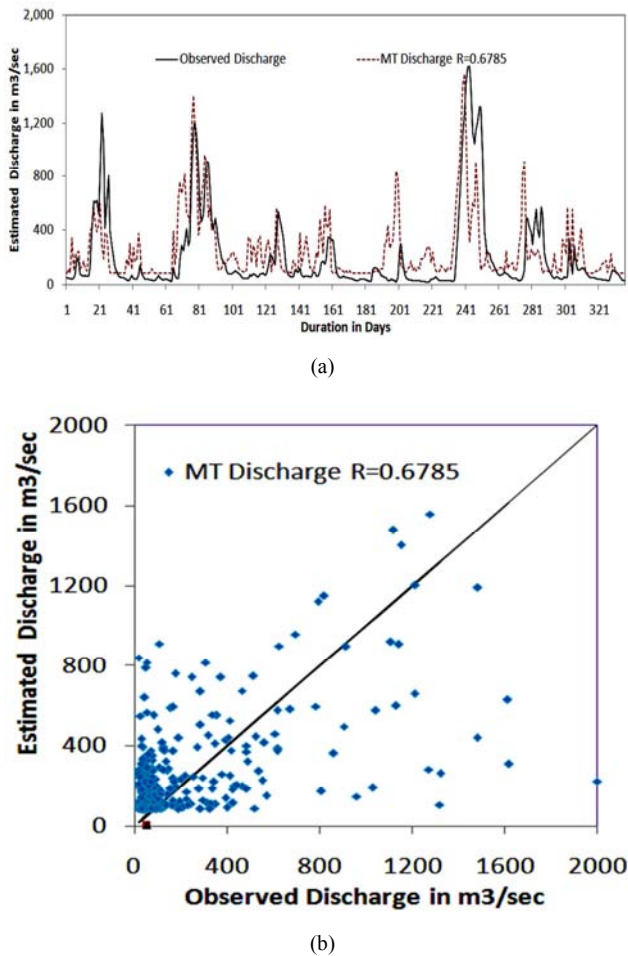 2,000
1,600
1,200
800
400
0
Estimated Discharge in m3/sec
Observed Discharge MT Discharge R=0.6785
1 21 41 61 81 101 121 141 161 181 201 221 241 261 281 301 321
Duration in Days
(a)
2000
1600
1200
800
400
0
Estimated Discharge in m3/sec
MT Discharge R=0.6785
0 400 800 1200 1600 2000
Observed Discharge in m3/sec
(b)